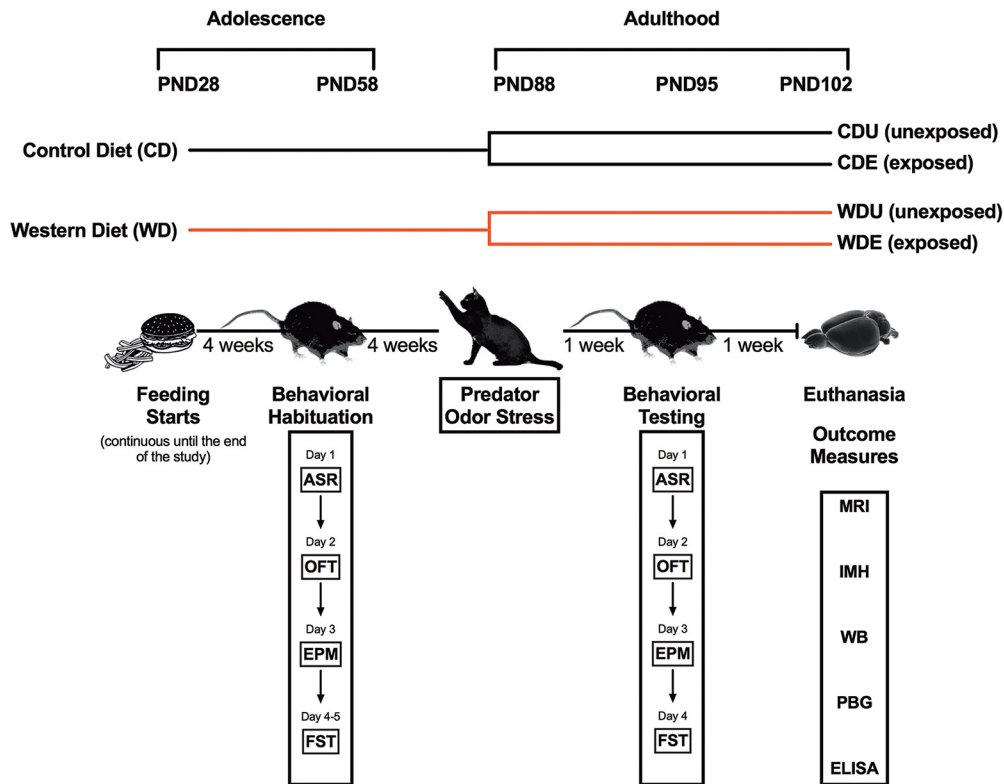 Adolescence
Adulthood
PND28
PND58
PND88
PND95
PND102
Control Diet (CD)
CDU (unexposed)
CDE (exposed)
Western Diet (WD)
WDU (unexposed)
WDE (exposed)
4 weeks
4 weeks
1 week
1 week
Feeding
Starts
(continuous until the end
of the study)
Behavioral
Habituation
Day 1
ASR
Day 2
OFT
Day 3
EPM
Day 4-5
FST
Predator
Odor Stress
Behavioral
Testing
Day 1
ASR
Day 2
OFT
Day 3
EPM
Day 4
FST
Euthanasia
Outcome
Measures
MRI
IMH
WB
PBG
ELISA